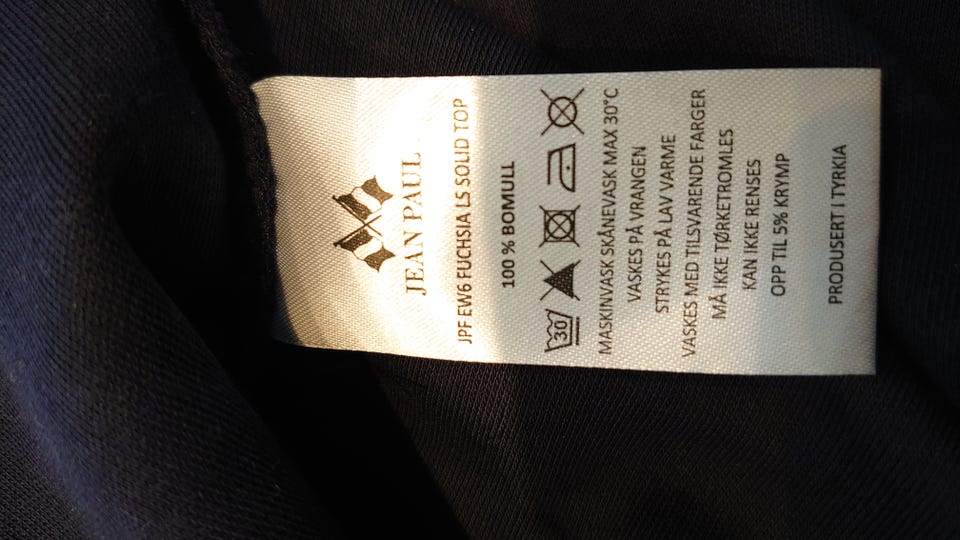 JEAN PAUL
JPF EW6 FUCHSIA LS SOLID TOP
100 % BOMULL
30
MASKINVASK SKÅNEVASK MAX 30°C
VASKES PÅ VRANGEN
STRYKES PÅ LAV VARME
VASKES MED TILSVARENDE FARGER
MÅ IKKE TØRKETROMLES
KAN IKKE RENSES
OPP TIL 5% KRYMP
PRODUSERT I TYRKIA